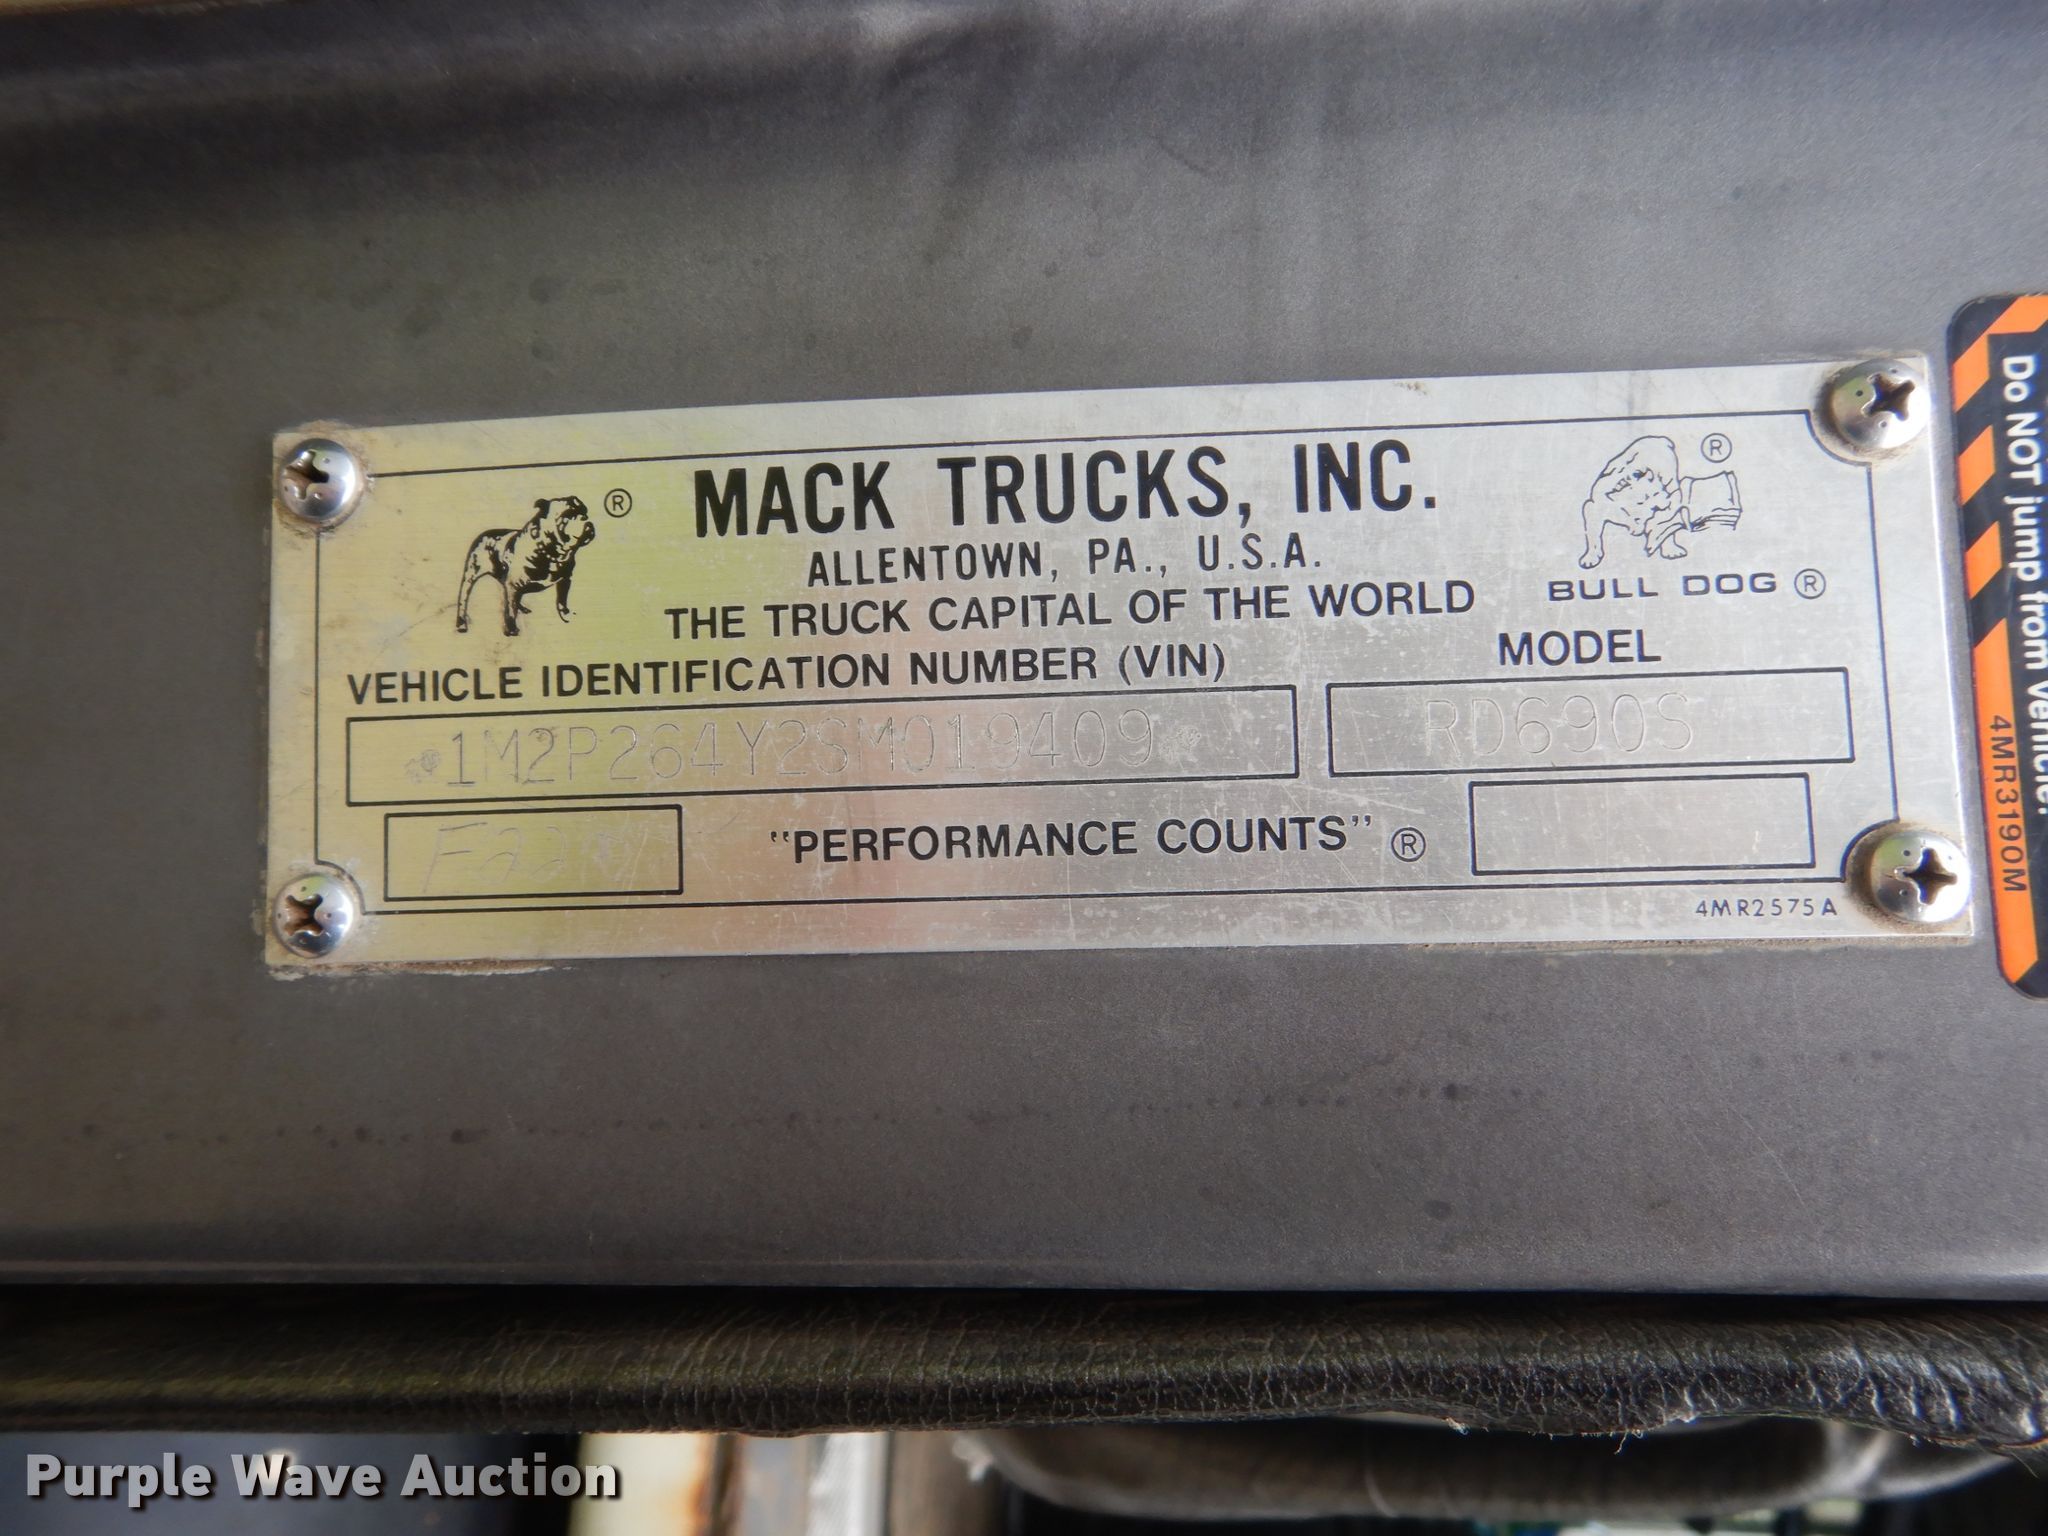 ® MACK TRUCKS, INC. ®
ALLENTOWN, PA., U.S.A.
BULL DOG ®
THE TRUCK CAPITAL OF THE WORLD
VEHICLE IDENTIFICATION NUMBER (VIN)
MODEL
*1M2P264Y2SM019409*
RD690S
"PERFORMANCE COUNTS" ®
4MR2575A
Do NOT jump from vehicle.
4MR3190M
Purple Wave Auction